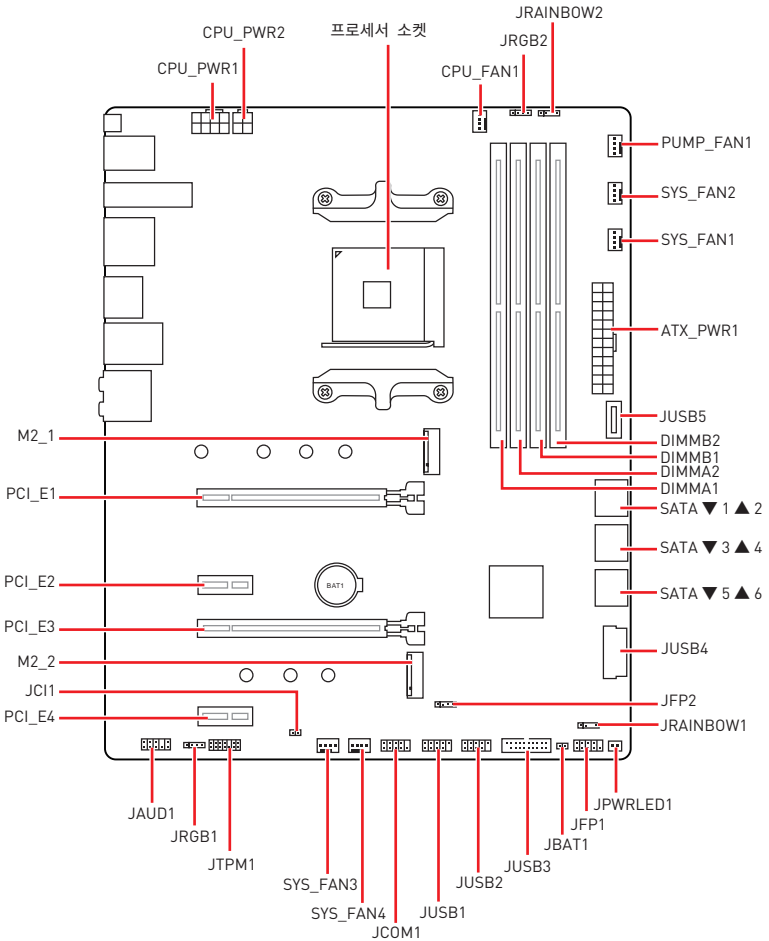 JRAINBOW2
프로세서 소켓
CPU_PWR2
JRGB2
CPU_PWR1
CPU_FAN1
PUMP_FAN1
SYS_FAN2
SYS_FAN1
ATX_PWR1
JUSB5
M2_1
DIMMB2
DIMMB1
DIMMA2
DIMMA1
PCI_E1
SATA ▼ 1 ▲ 2
SATA ▼ 3 ▲ 4
PCI_E2
BAT1
SATA ▼ 5 ▲ 6
PCI_E3
JUSB4
M2_2
JCI1
JFP2
PCI_E4
JRAINBOW1
JAUD1
JPWRLED1
JRGB1
JFP1
JTPM1
JBAT1
JUSB3
SYS_FAN3
JUSB2
SYS_FAN4
JUSB1
JCOM1